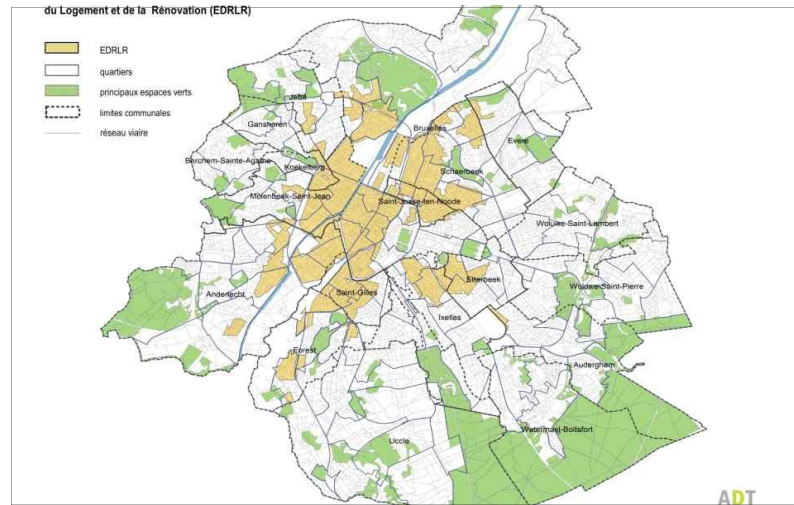 du Logement et de la Rénovation (EDRLR)
EDRLR
quartiers
principaux espaces verts
limites communales
réseau viaire
Jette
Ganshoren
Bruxelles
Evere
Berchem-Sainte-Agathe
Koekelberg
Schaerbeek
Molenbeek-Saint-Jean
Saint-Josse-ten-Noode
Woluwe-Saint-Lambert
Etterbeek
Woluwe-Saint-Pierre
Anderlecht
Saint-Gilles
Ixelles
Forest
Auderghem
Watermael-Boitsfort
Uccle
ADT